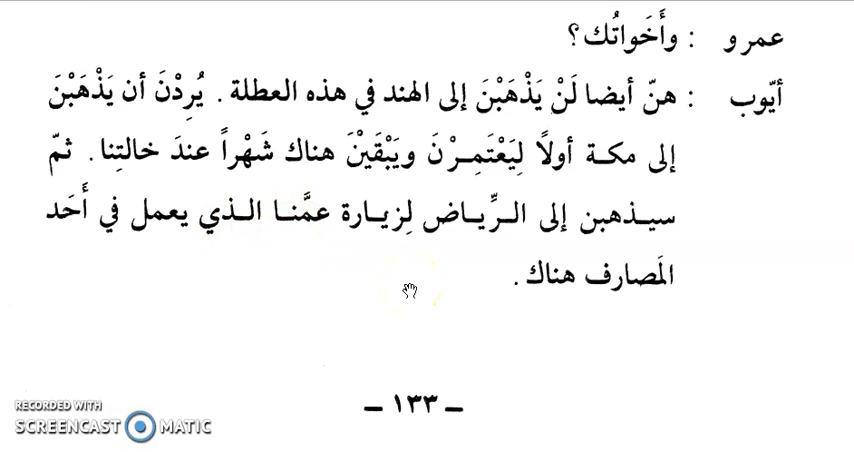 عمرو : وأَخَواتُك؟
أيّوب : هنّ أيضا لَنْ يَذْهَبْنَ إلى الهند في هذه العطلة . يُرِدْنَ أن يَذْهَبْنَ
إلى مكة أولاً لِيَعْتَمِرْنَ ويَبْقَيْنَ هناك شَهْراً عندَ خالتِنا . ثمّ
سيذهبن إلى الرِّياض لِزيارة عمَّنا الذي يعمل في أَحَد
المَصارف هناك .
– ١٣٣ –
RECORDED WITH
SCREENCAST MATIC